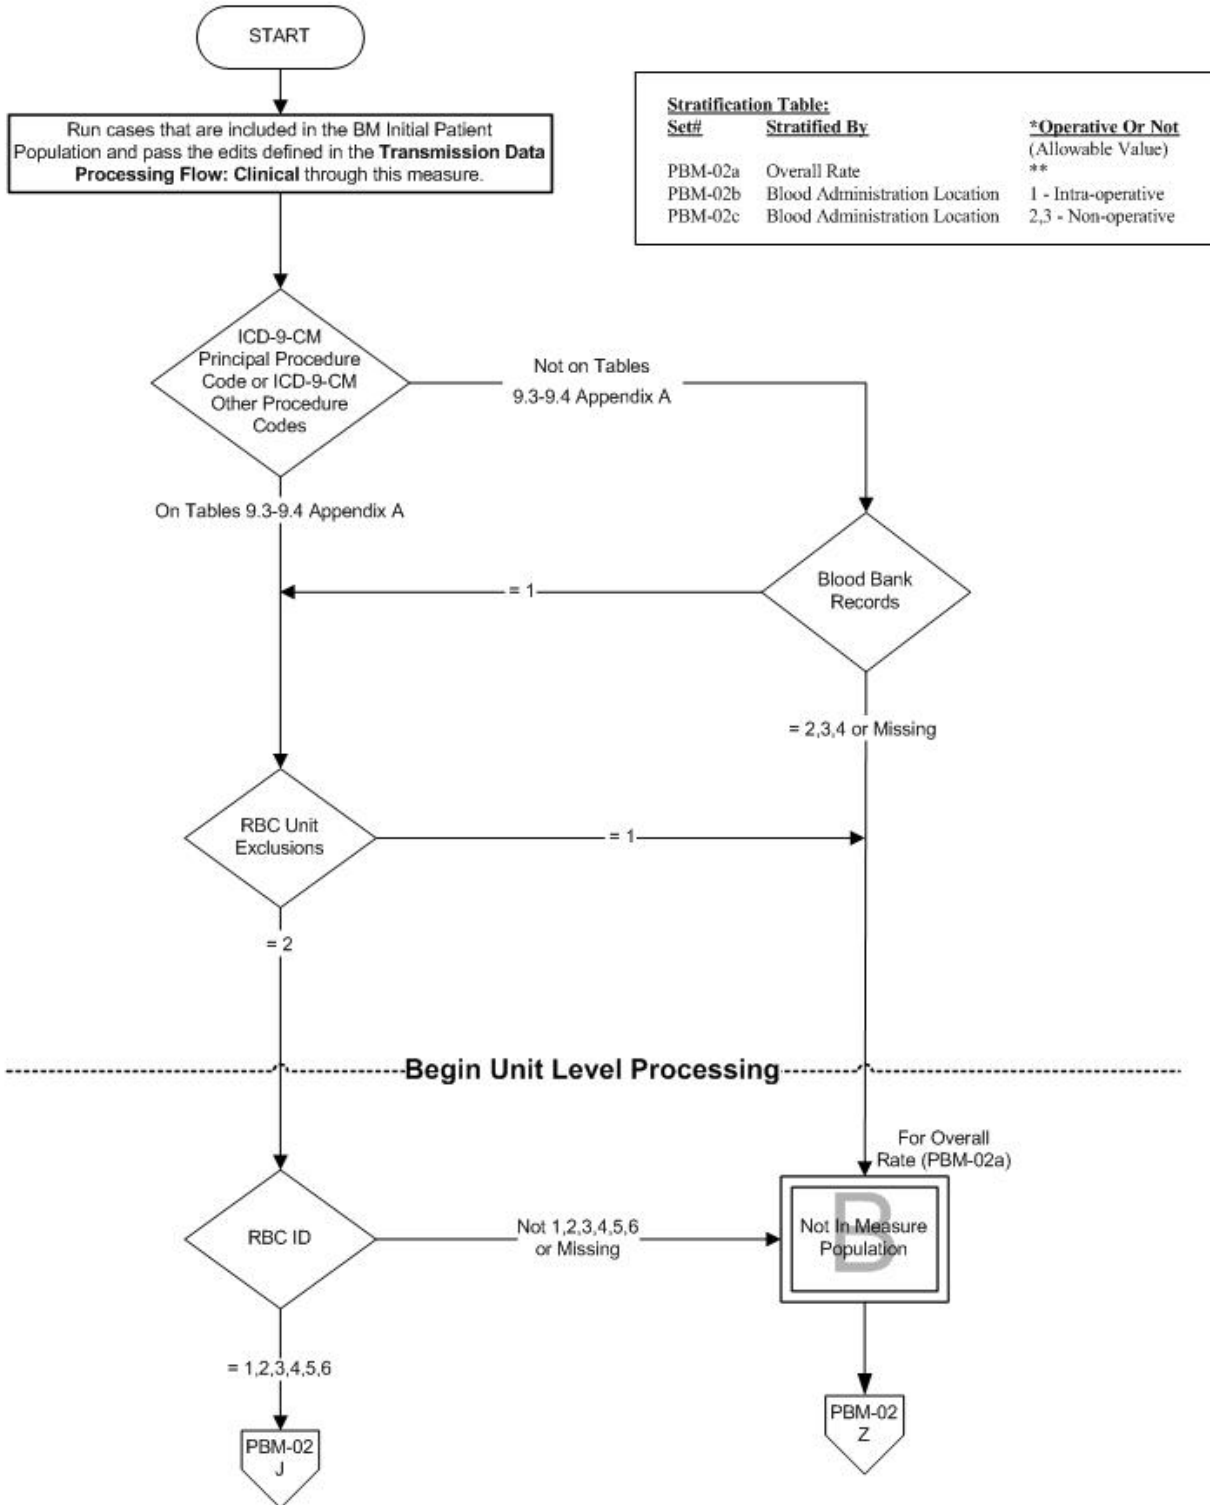 START
Run cases that are included in the BM Initial Patient
Population and pass the edits defined in the Transmission Data
Processing Flow: Clinical through this measure.
Stratification Table:
Set# Stratified By *Operative Or Not
(Allowable Value)
PBM-02a Overall Rate **
PBM-02b Blood Administration Location 1 - Intra-operative
PBM-02c Blood Administration Location 2,3 - Non-operative
ICD-9-CM
Principal Procedure
Code or ICD-9-CM
Other Procedure
Codes
Not on Tables
9.3-9.4 Appendix A
On Tables 9.3-9.4 Appendix A
Blood Bank
Records
= 1
= 2,3,4 or Missing
RBC Unit
Exclusions
= 1
= 2
Begin Unit Level Processing
For Overall
Rate (PBM-02a)
RBC ID
Not 1,2,3,4,5,6
or Missing
B
Not In Measure
Population
= 1,2,3,4,5,6
PBM-02
J
PBM-02
Z